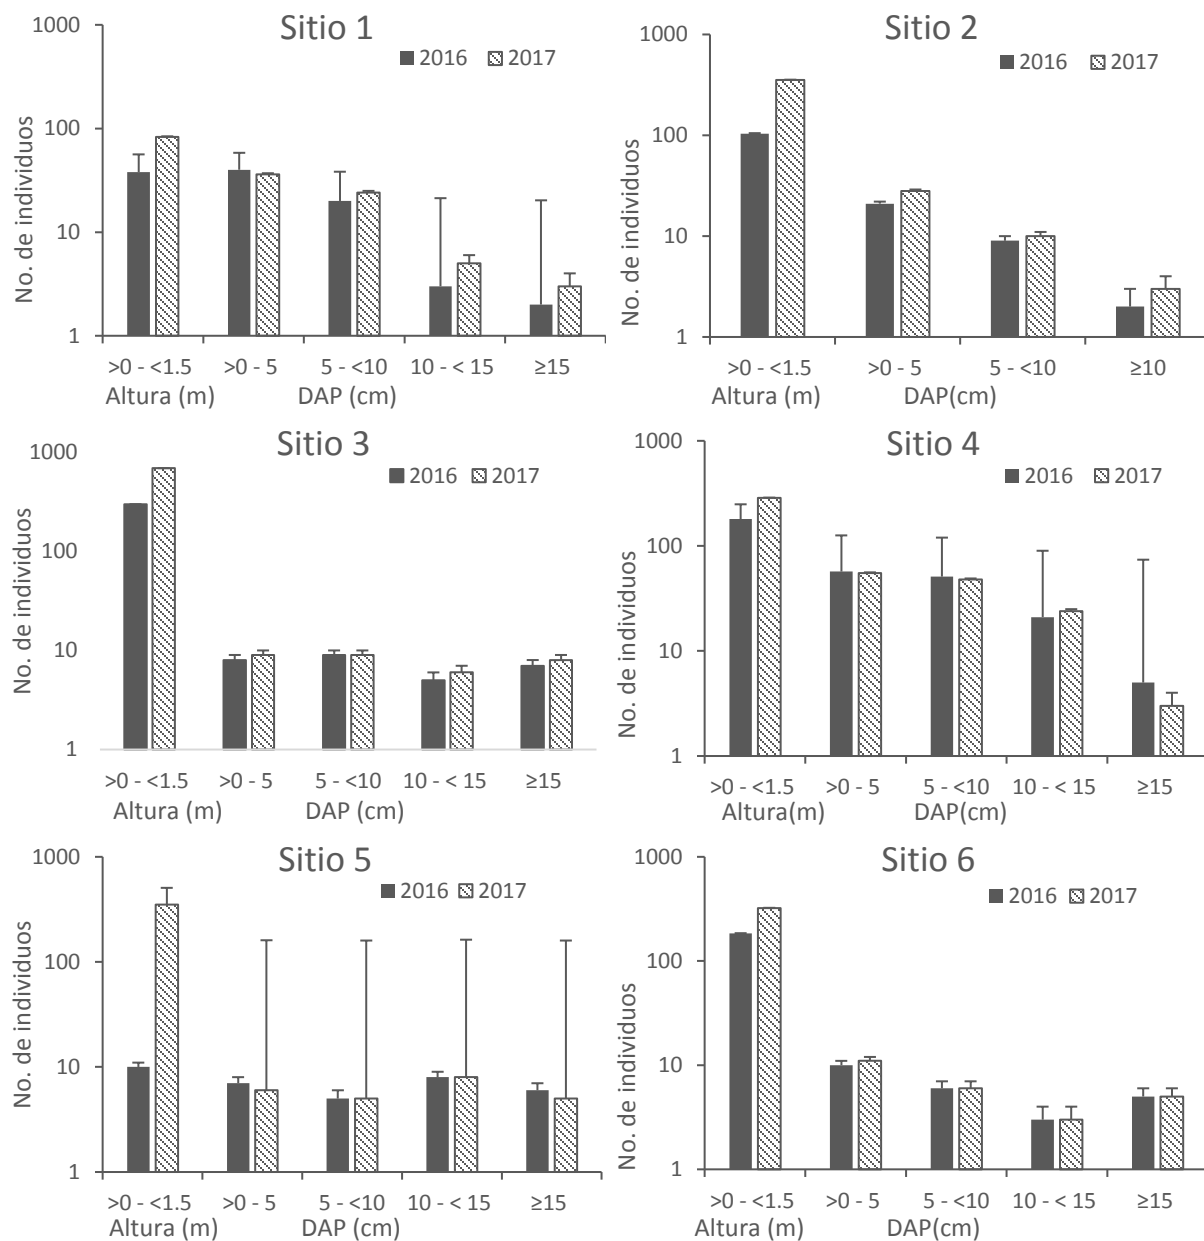 Sitio 1
2016 2017
No. de individuos
1000
100
10
1
>0 - <1.5 >0 - 5 5 - <10 10 - < 15 ≥15
Altura (m) DAP (cm)
Sitio 2
2016 2017
No. de individuos
1000
100
10
1
>0 - <1.5 >0 - 5 5 - <10 ≥10
Altura (m) DAP(cm)
Sitio 3
2016 2017
No. de individuos
1000
100
10
1
>0 - <1.5 >0 - 5 5 - <10 10 - < 15 ≥15
Altura (m) DAP (cm)
Sitio 4
2016 2017
No. de individuos
1000
100
10
1
>0 - <1.5 >0 - 5 5 - <10 10 - < 15 ≥15
Altura(m) DAP(cm)
Sitio 5
2016 2017
No. de individuos
1000
100
10
1
>0 - <1.5 >0 - 5 5 - <10 10 - < 15 ≥15
Altura (m) DAP (cm)
Sitio 6
2016 2017
No. de individuos
1000
100
10
1
>0 - <1.5 >0 - 5 5 - <10 10 - < 15 ≥15
Altura (m) DAP(cm)